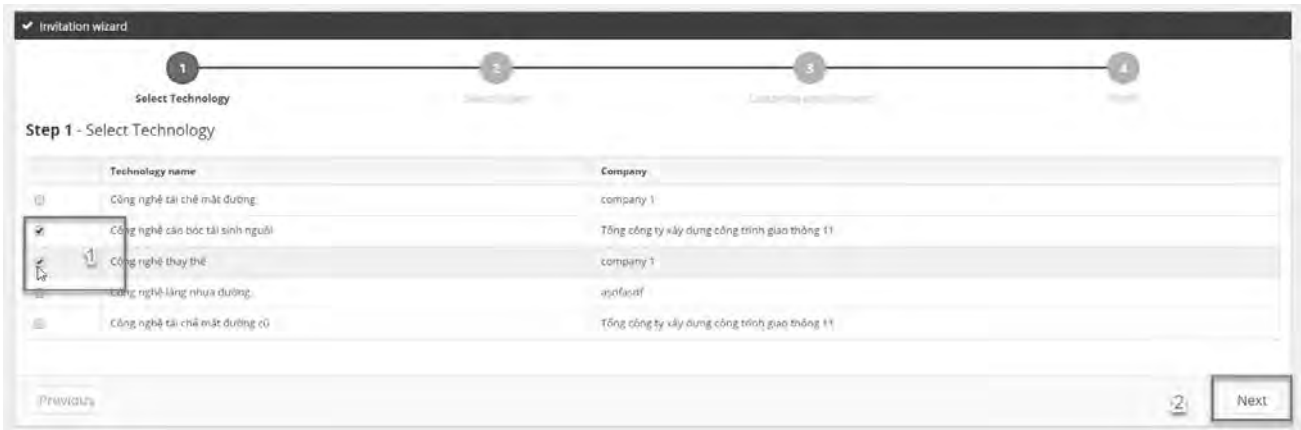 Invitation wizard
1 2 3 4
Select Technology
Step 1 - Select Technology
Technology name Company
Công nghệ tái chế mặt đường company 1
Công nghệ cào bóc tái sinh nguội Tổng công ty xây dựng công trình giao thông 11
1
Công nghệ thay thế company 1
Công nghệ láng nhựa đường asdfasdf
Công nghệ tái chế mặt đường cũ Tổng công ty xây dựng công trình giao thông 11
Previous 2 Next